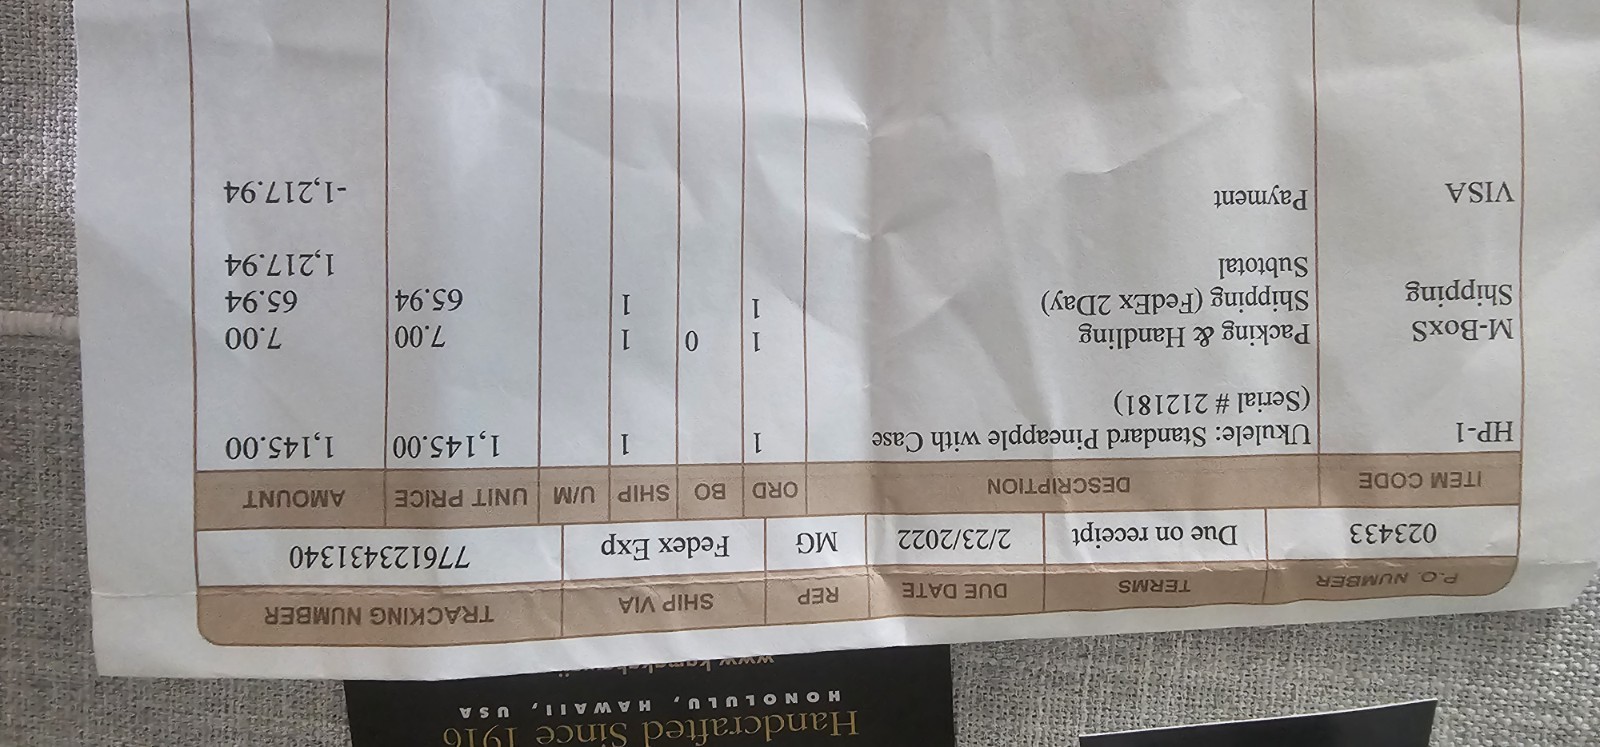 Handcrafted Since 1916
HONOLULU, HAWAII, USA
P.O. NUMBER TERMS DUE DATE REP SHIP VIA TRACKING NUMBER
023433 Due on receipt 2/23/2022 MG Fedex Exp 776123431340
ITEM CODE DESCRIPTION ORD BO SHIP U/M UNIT PRICE AMOUNT
HP-1 Ukulele: Standard Pineapple with Case 1 1 1,145.00 1,145.00
(Serial # 212181)
M-BoxS Packing & Handling 1 0 1 7.00 7.00
Shipping Shipping (FedEx 2Day) 1 1 65.94 65.94
Subtotal 1,217.94
VISA Payment -1,217.94